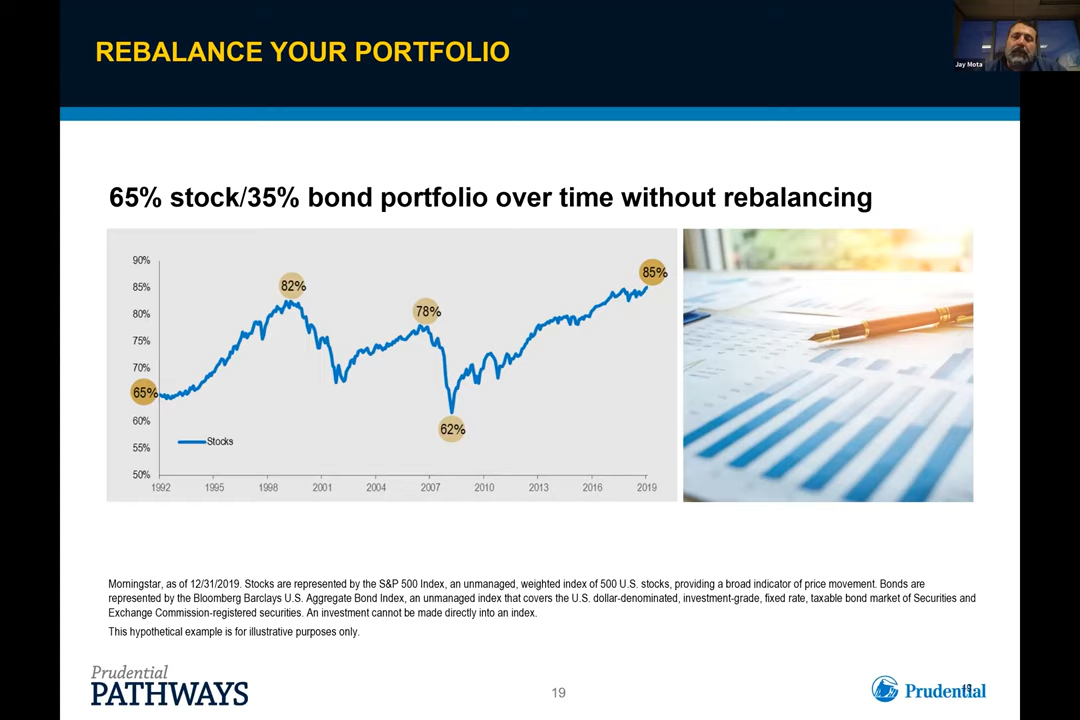 REBALANCE YOUR PORTFOLIO
Jay Mota
65% stock/35% bond portfolio over time without rebalancing
90%
85%
80%
75%
70%
65%
60%
55%
50%
82%
78%
62%
85%
Stocks
1992 1995 1998 2001 2004 2007 2010 2013 2016 2019
Morningstar, as of 12/31/2019. Stocks are represented by the S&P 500 Index, an unmanaged, weighted index of 500 U.S. stocks, providing a broad indicator of price movement. Bonds are
represented by the Bloomberg Barclays U.S. Aggregate Bond Index, an unmanaged index that covers the U.S. dollar-denominated, investment-grade, fixed rate, taxable bond market of Securities and
Exchange Commission-registered securities. An investment cannot be made directly into an index.
This hypothetical example is for illustrative purposes only.
Prudential
PATHWAYS
19
Prudential